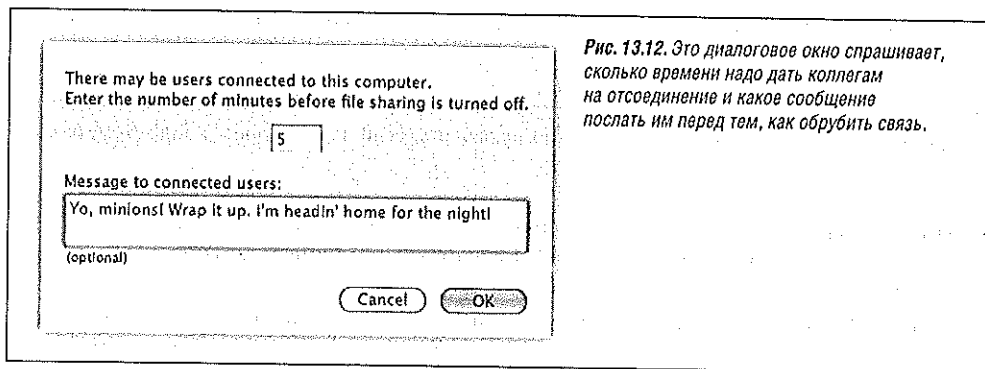 There may be users connected to this computer.
Enter the number of minutes before file sharing is turned off.
5
Message to connected users:
Yo, minions! Wrap it up. I'm headin' home for the night!
(optional)
Cancel
OK
Рис. 13.12. Это диалоговое окно спрашивает,
сколько времени надо дать коллегам
на отсоединение и какое сообщение
послать им перед тем, как обрубить связь.